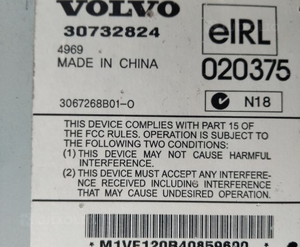 VOLVO
30732824
eIRL
4969
MADE IN CHINA
020375
3067268B01-0
N18
THIS DEVICE COMPLIES WITH PART 15 OF
THE FCC RULES. OPERATION IS SUBJECT TO
THE FOLLOWING TWO CONDITIONS:
(1) THIS DEVICE MAY NOT CAUSE HARMFUL
INTERFERENCE.
(2) THIS DEVICE MUST ACCEPT ANY INTERFERE-
NCE RECEIVED INCLUDING INTERFERENCE
THAT MAY CAUSE UNDESIRED OPERATION.